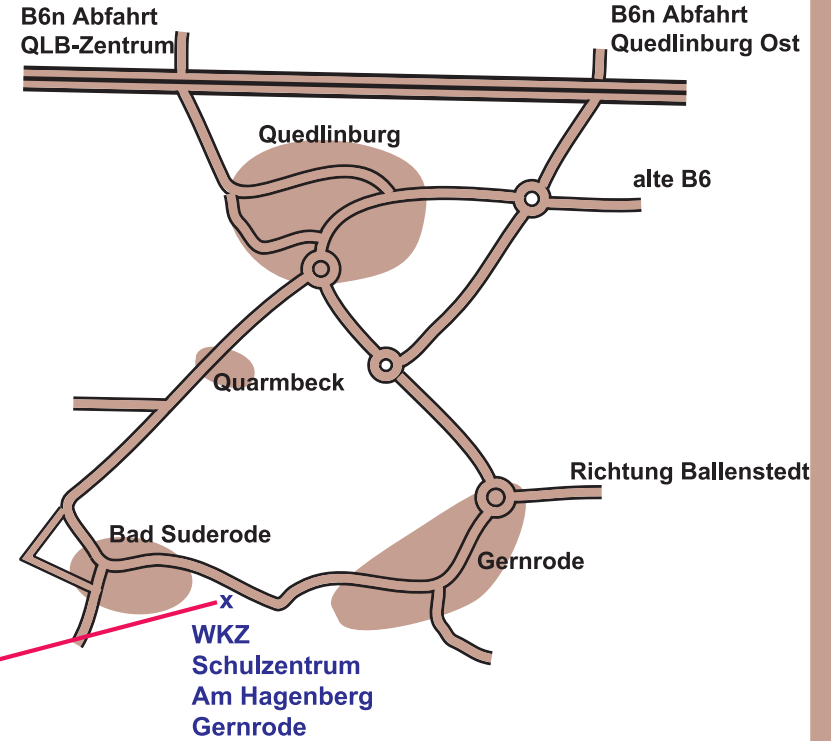 B6n Abfahrt
QLB-Zentrum
B6n Abfahrt
Quedlinburg Ost
Quedlinburg
alte B6
Quarmbeck
Richtung Ballenstedt
Bad Suderode
Gernrode
x
WKZ
Schulzentrum
Am Hagenberg
Gernrode